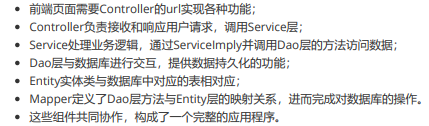 • 前端页面需要Controller的url实现各种功能；
• Controller负责接收和响应用户请求，调用Service层；
• Service处理业务逻辑，通过ServiceImply并调用Dao层的方法访问数据；
• Dao层与数据库进行交互，提供数据持久化的功能；
• Entity实体类与数据库中对应的表相对应；
• Mapper定义了Dao层方法与Entity层的映射关系，进而完成对数据库的操作。
• 这些组件共同协作，构成了一个完整的应用程序。